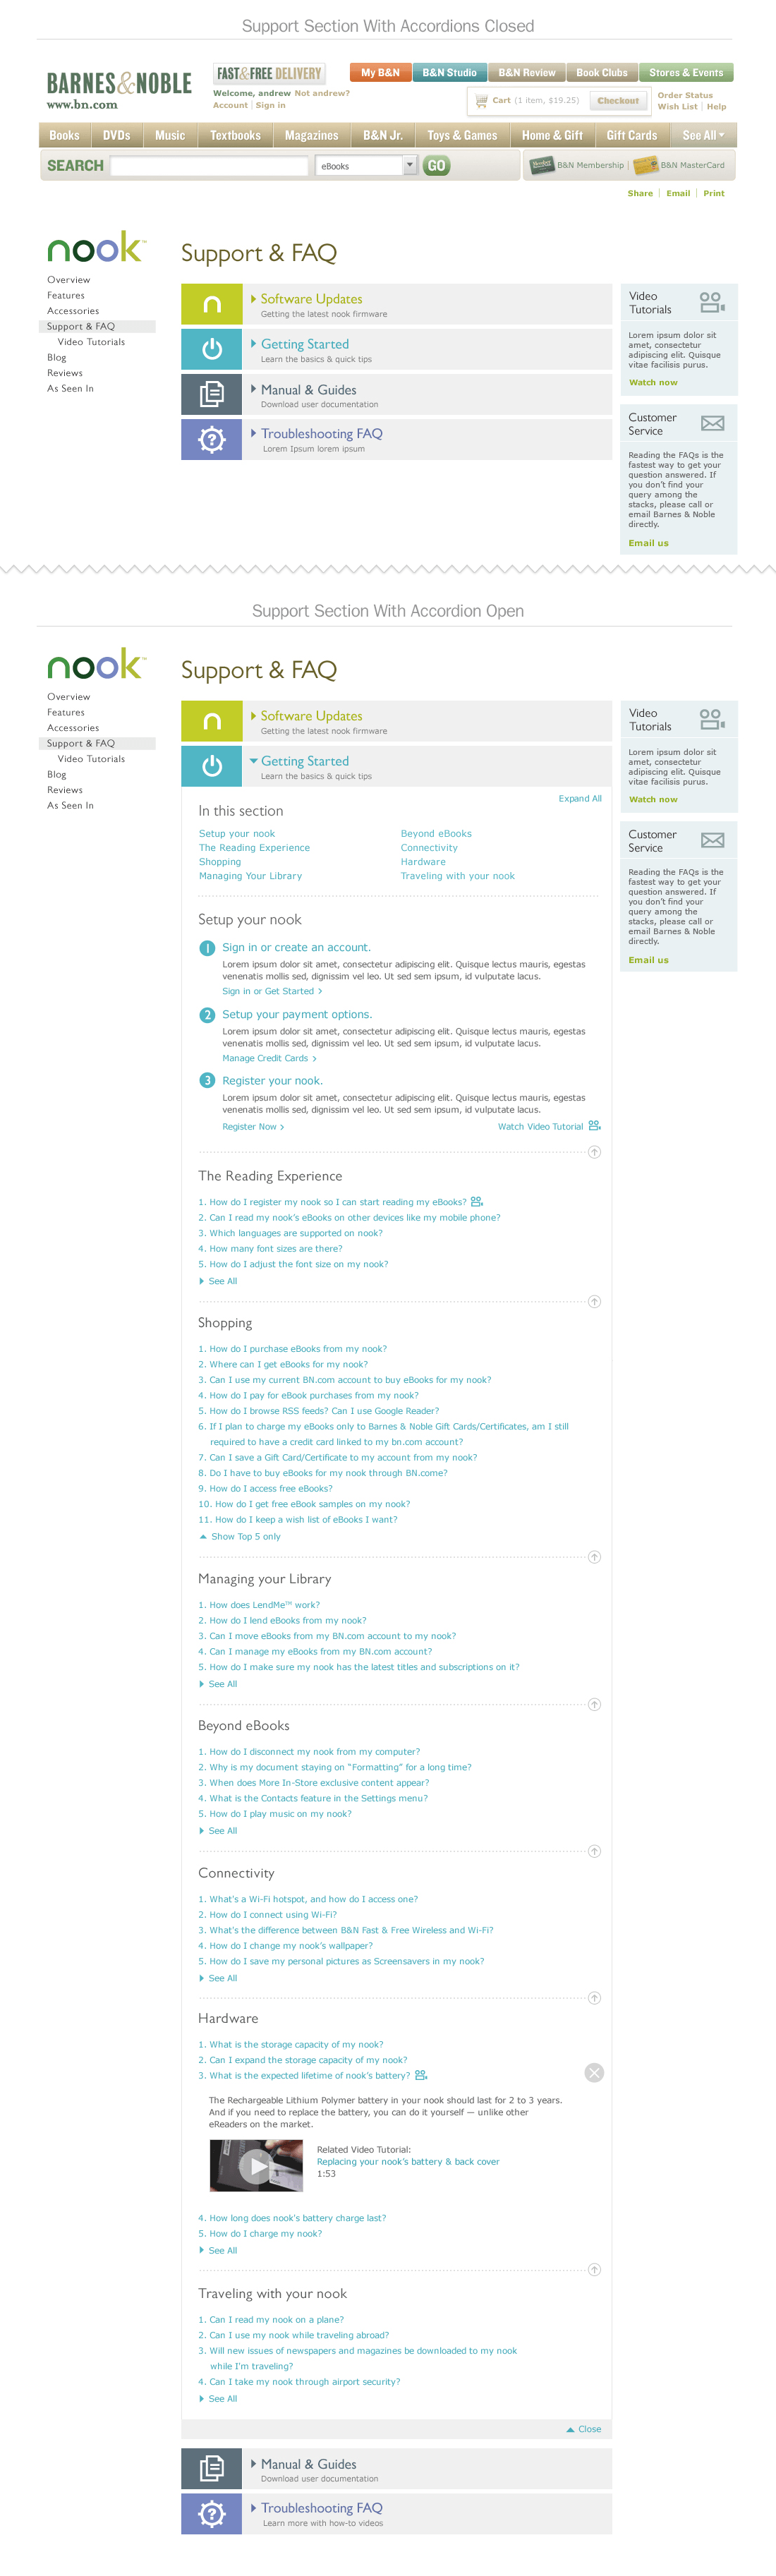 Support Section With Accordions Closed
BARNES&NOBLE
www.bn.com
FAST&FREE DELIVERY
Welcome, andrew Not andrew?
Account | Sign in
My B&N
B&N Studio
B&N Review
Book Clubs
Stores & Events
Cart (1 item, $19.25)
Checkout
Order Status
Wish List | Help
Books
DVDs
Music
Textbooks
Magazines
B&N Jr.
Toys & Games
Home & Gift
Gift Cards
See All
SEARCH
eBooks
GO
B&N Membership
B&N MasterCard
Share | Email | Print
nook™
Overview
Features
Accessories
Support & FAQ
Video Tutorials
Blog
Reviews
As Seen In
Support & FAQ
Software Updates
Getting the latest nook firmware
Getting Started
Learn the basics & quick tips
Manual & Guides
Download user documentation
Troubleshooting FAQ
Lorem Ipsum lorem ipsum
Video
Tutorials
Lorem ipsum dolor sit
amet, consectetur
adipiscing elit. Quisque
vitae facilisis purus.
Watch now
Customer
Service
Reading the FAQs is the
fastest way to get your
question answered. If
you don't find your
query among the
stacks, please call or
email Barnes & Noble
directly.
Email us
Support Section With Accordion Open
nook™
Overview
Features
Accessories
Support & FAQ
Video Tutorials
Blog
Reviews
As Seen In
Support & FAQ
Software Updates
Getting the latest nook firmware
Getting Started
Learn the basics & quick tips
Expand All
In this section
Setup your nook
The Reading Experience
Shopping
Managing Your Library
Beyond eBooks
Connectivity
Hardware
Traveling with your nook
Setup your nook
1 Sign in or create an account.
Lorem ipsum dolor sit amet, consectetur adipiscing elit. Quisque lectus mauris, egestas
venenatis mollis sed, dignissim vel leo. Ut sed sem ipsum, id vulputate lacus.
Sign in or Get Started >
2 Setup your payment options.
Lorem ipsum dolor sit amet, consectetur adipiscing elit. Quisque lectus mauris, egestas
venenatis mollis sed, dignissim vel leo. Ut sed sem ipsum, id vulputate lacus.
Manage Credit Cards >
3 Register your nook.
Lorem ipsum dolor sit amet, consectetur adipiscing elit. Quisque lectus mauris, egestas
venenatis mollis sed, dignissim vel leo. Ut sed sem ipsum, id vulputate lacus.
Register Now >
Watch Video Tutorial
The Reading Experience
1. How do I register my nook so I can start reading my eBooks?
2. Can I read my nook's eBooks on other devices like my mobile phone?
3. Which languages are supported on nook?
4. How many font sizes are there?
5. How do I adjust the font size on my nook?
See All
Shopping
1. How do I purchase eBooks from my nook?
2. Where can I get eBooks for my nook?
3. Can I use my current BN.com account to buy eBooks for my nook?
4. How do I pay for eBook purchases from my nook?
5. How do I browse RSS feeds? Can I use Google Reader?
6. If I plan to charge my eBooks only to Barnes & Noble Gift Cards/Certificates, am I still
required to have a credit card linked to my bn.com account?
7. Can I save a Gift Card/Certificate to my account from my nook?
8. Do I have to buy eBooks for my nook through BN.come?
9. How do I access free eBooks?
10. How do I get free eBook samples on my nook?
11. How do I keep a wish list of eBooks I want?
Show Top 5 only
Managing your Library
1. How does LendMe™ work?
2. How do I lend eBooks from my nook?
3. Can I move eBooks from my BN.com account to my nook?
4. Can I manage my eBooks from my BN.com account?
5. How do I make sure my nook has the latest titles and subscriptions on it?
See All
Beyond eBooks
1. How do I disconnect my nook from my computer?
2. Why is my document staying on "Formatting" for a long time?
3. When does More In-Store exclusive content appear?
4. What is the Contacts feature in the Settings menu?
5. How do I play music on my nook?
See All
Connectivity
1. What's a Wi-Fi hotspot, and how do I access one?
2. How do I connect using Wi-Fi?
3. What's the difference between B&N Fast & Free Wireless and Wi-Fi?
4. How do I change my nook's wallpaper?
5. How do I save my personal pictures as Screensavers in my nook?
See All
Hardware
1. What is the storage capacity of my nook?
2. Can I expand the storage capacity of my nook?
3. What is the expected lifetime of nook's battery?
The Rechargeable Lithium Polymer battery in your nook should last for 2 to 3 years.
And if you need to replace the battery, you can do it yourself — unlike other
eReaders on the market.
Related Video Tutorial:
Replacing your nook's battery & back cover
1:53
4. How long does nook's battery charge last?
5. How do I charge my nook?
See All
Traveling with your nook
1. Can I read my nook on a plane?
2. Can I use my nook while traveling abroad?
3. Will new issues of newspapers and magazines be downloaded to my nook
while I'm traveling?
4. Can I take my nook through airport security?
See All
Close
Manual & Guides
Download user documentation
Troubleshooting FAQ
Learn more with how-to videos
Video
Tutorials
Lorem ipsum dolor sit
amet, consectetur
adipiscing elit. Quisque
vitae facilisis purus.
Watch now
Customer
Service
Reading the FAQs is the
fastest way to get your
question answered. If
you don't find your
query among the
stacks, please call or
email Barnes & Noble
directly.
Email us